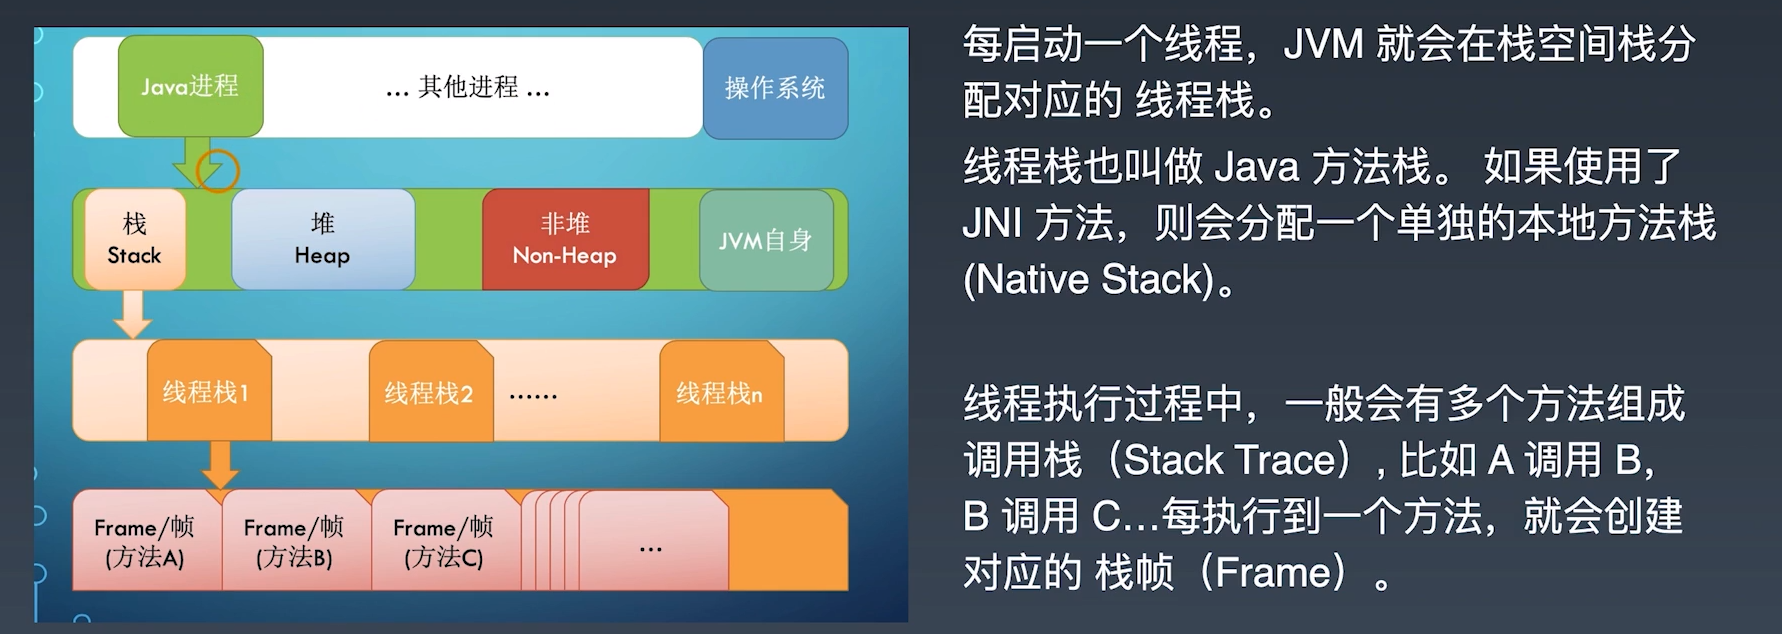 Java进程
... 其他进程 ...
操作系统
栈
Stack
堆
Heap
非堆
Non-Heap
JVM自身
线程栈1
线程栈2
……
线程栈n
Frame/帧
(方法A)
Frame/帧
(方法B)
Frame/帧
(方法C)
...
每启动一个线程，JVM 就会在栈空间栈分
配对应的 线程栈。
线程栈也叫做 Java 方法栈。 如果使用了
JNI 方法，则会分配一个单独的本地方法栈
(Native Stack)。
线程执行过程中，一般会有多个方法组成
调用栈（Stack Trace）, 比如 A 调用 B，
B 调用 C…每执行到一个方法，就会创建
对应的 栈帧（Frame）。